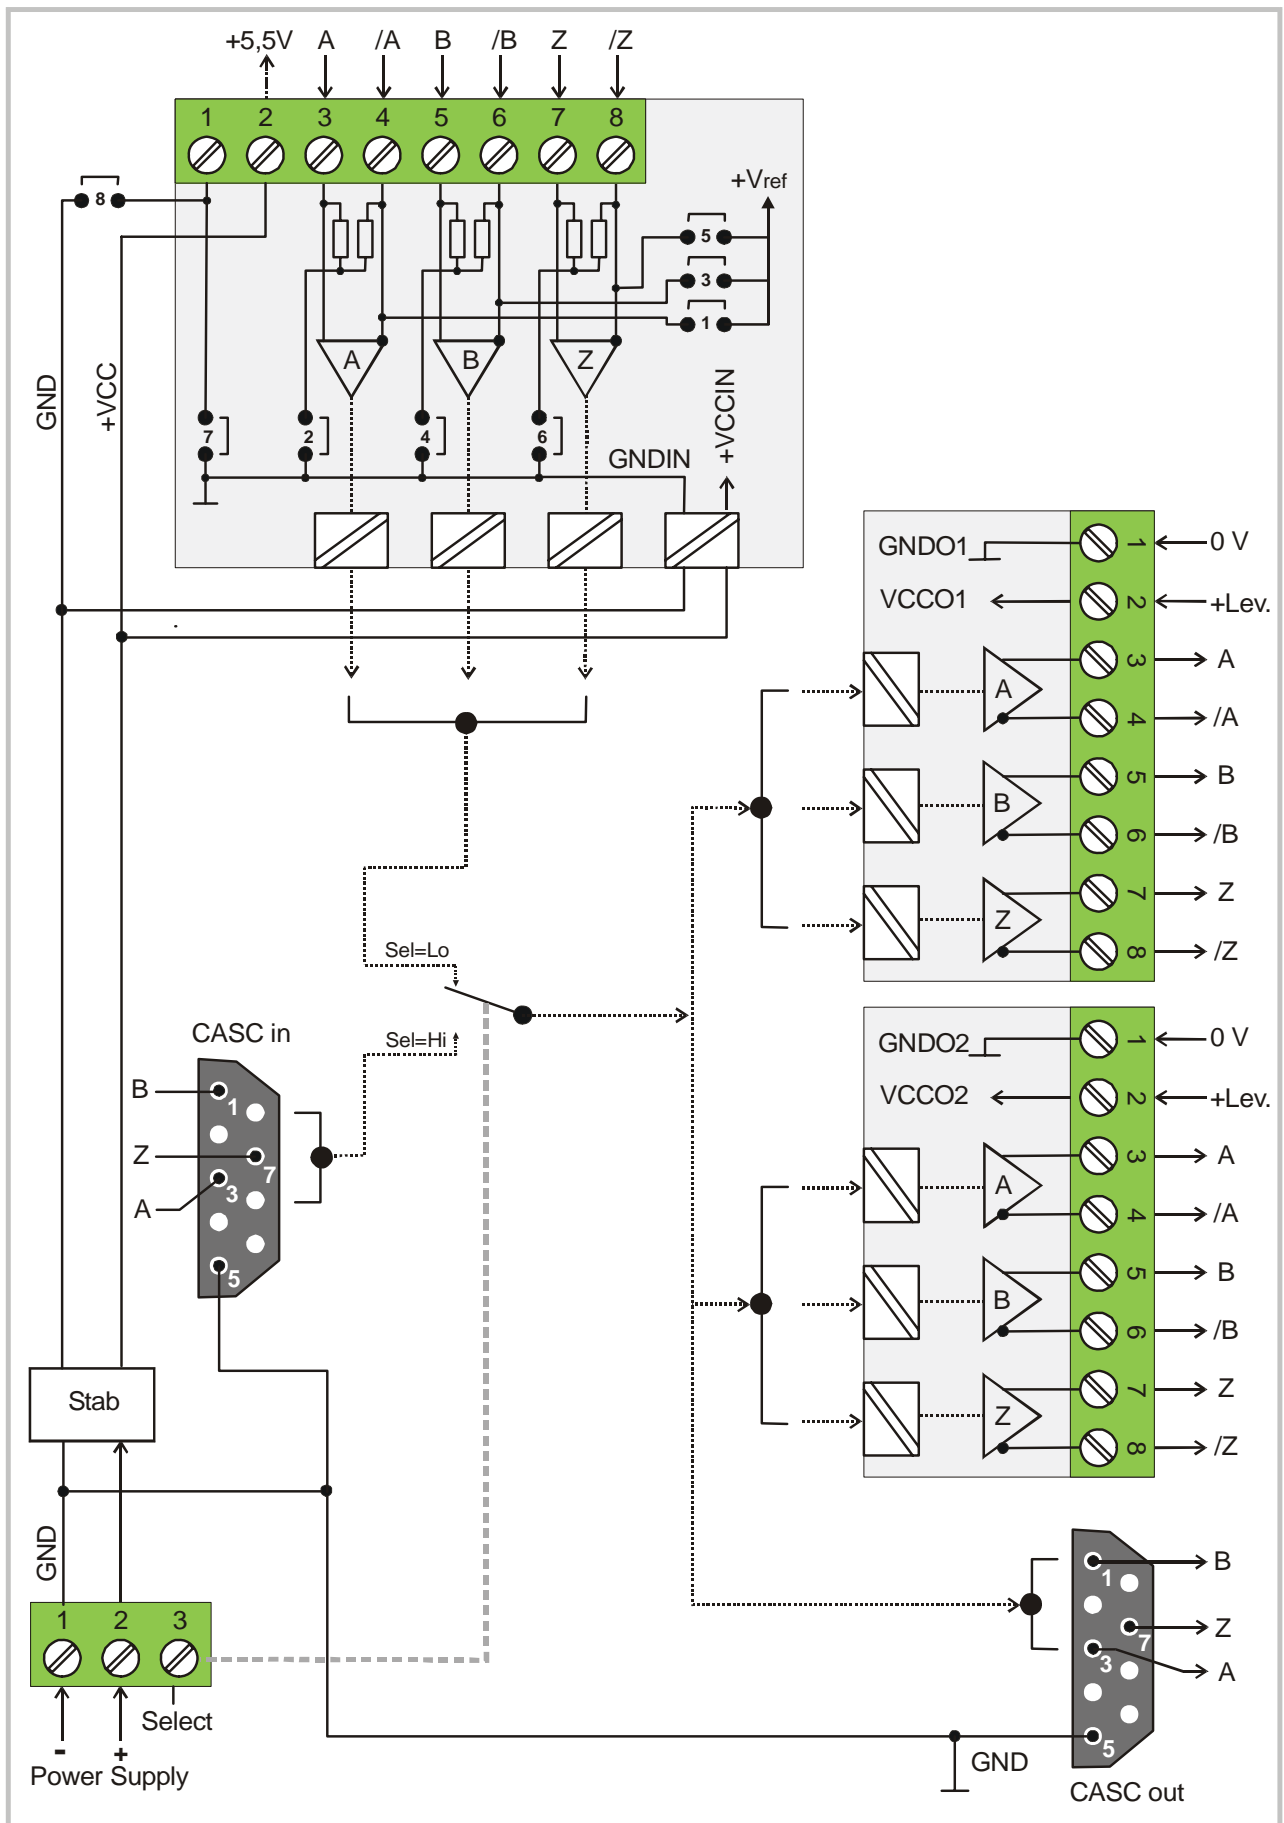 +5,5V A /A B /B Z /Z
1 2 3 4 5 6 7 8
+Vref
8
5
3
1
GND
+VCC
A B Z
+VCCIN
7 2 4 6
GNDIN
GNDO1 1 0 V
VCCO1 2 +Lev.
3 A
A
4 /A
5 B
B
6 /B
7 Z
Z
8 /Z
Sel=Lo
Sel=Hi
CASC in
B 1
Z 7
A 3
5
GNDO2 1 0 V
VCCO2 2 +Lev.
3 A
A
4 /A
5 B
B
6 /B
7 Z
Z
8 /Z
Stab
GND
1 2 3
Select
- +
Power Supply
1 B
7 Z
3 A
5
GND
CASC out